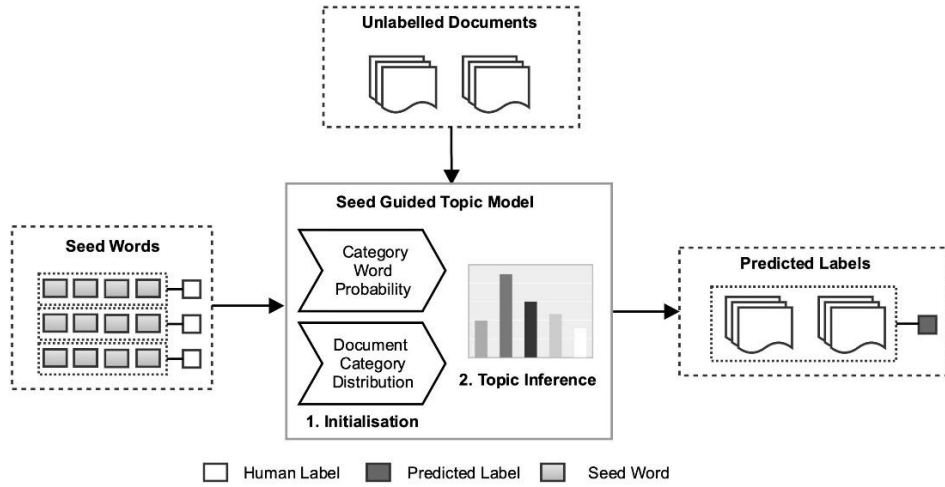 Unlabelled Documents
Seed Guided Topic Model
Seed Words
Category
Word
Probability
Document
Category
Distribution
1. Initialisation
2. Topic Inference
Predicted Labels
Human Label
Predicted Label
Seed Word